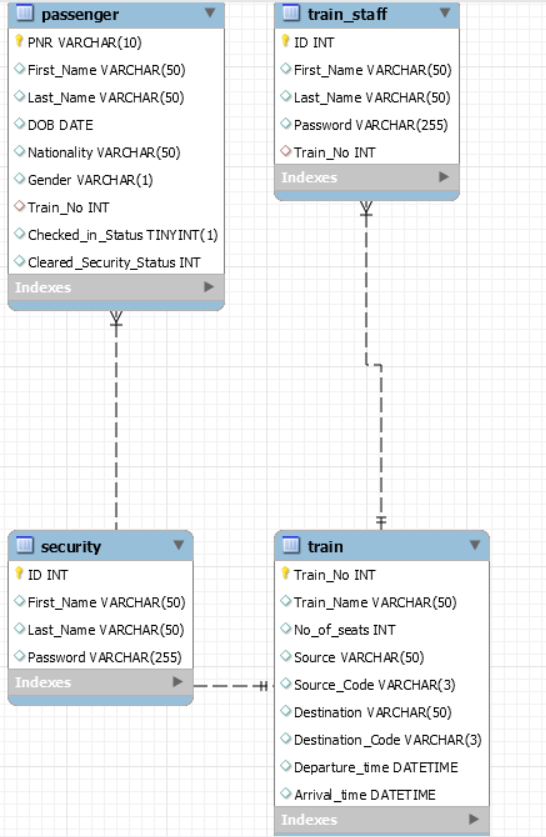 passenger
PNR VARCHAR(10)
First_Name VARCHAR(50)
Last_Name VARCHAR(50)
DOB DATE
Nationality VARCHAR(50)
Gender VARCHAR(1)
Train_No INT
Checked_in_Status TINYINT(1)
Cleared_Security_Status INT
Indexes
train_staff
ID INT
First_Name VARCHAR(50)
Last_Name VARCHAR(50)
Password VARCHAR(255)
Train_No INT
Indexes
security
ID INT
First_Name VARCHAR(50)
Last_Name VARCHAR(50)
Password VARCHAR(255)
Indexes
train
Train_No INT
Train_Name VARCHAR(50)
No_of_seats INT
Source VARCHAR(50)
Source_Code VARCHAR(3)
Destination VARCHAR(50)
Destination_Code VARCHAR(3)
Departure_time DATETIME
Arrival_time DATETIME
Indexes